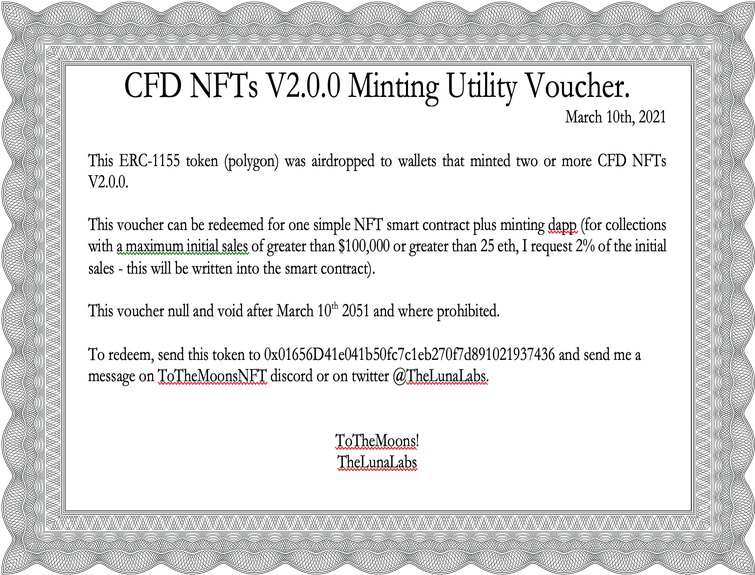 CFD NFTs V2.0.0 Minting Utility Voucher.
March 10th, 2021
This ERC-1155 token (polygon) was airdropped to wallets that minted two or more CFD NFTs
V2.0.0.
This voucher can be redeemed for one simple NFT smart contract plus minting dapp (for collections
with a maximum initial sales of greater than $100,000 or greater than 25 eth, I request 2% of the initial
sales - this will be written into the smart contract).
This voucher null and void after March 10th 2051 and where prohibited.
To redeem, send this token to 0x01656D41e041b50fc7c1eb270f7d891021937436 and send me a
message on ToTheMoonsNFT discord or on twitter @TheLunaLabs.
ToTheMoons!
TheLunaLabs